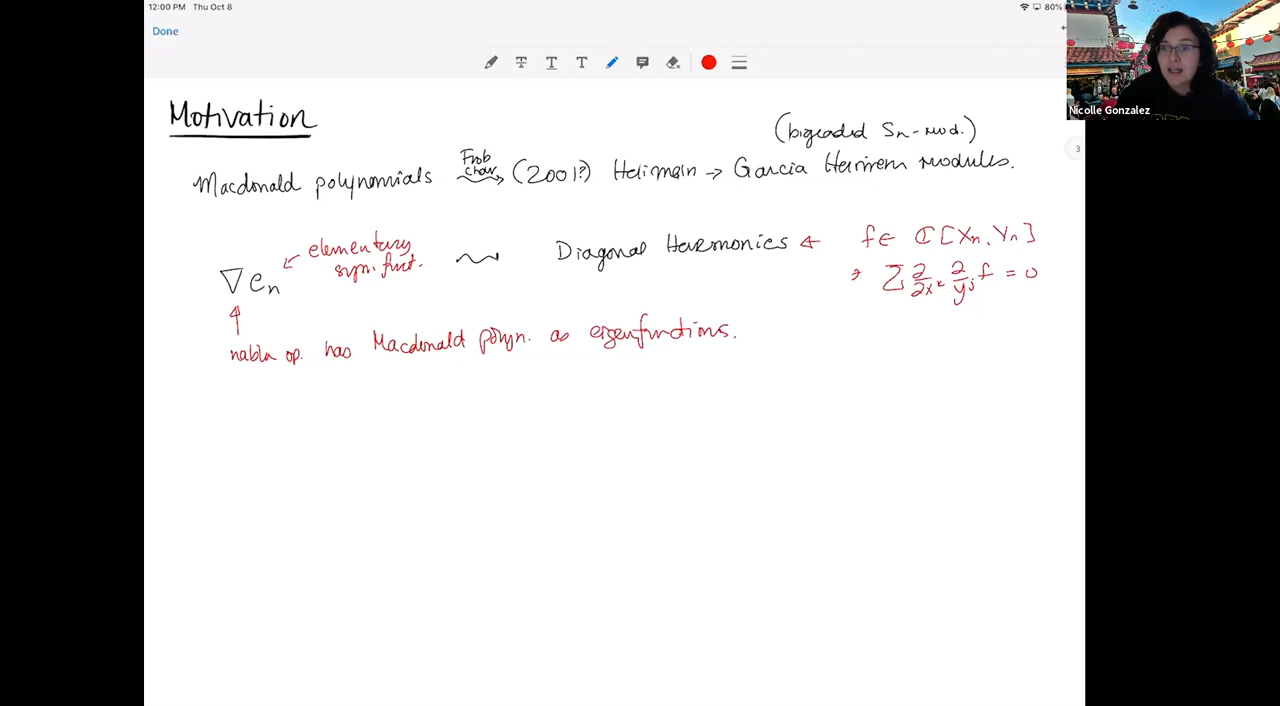 12:00 PM Thu Oct 8
80%
Done
Nicolle Gonzalez
3
Motivation
(bigraded Sn-mod.)
Macdonald polynomials Frob char (2001?) Haiman → Garcia Haiman modules.
∇en ← elementary sym. funct. Diagonal Harmonics ← f ∈ ℂ[Xn, Yn]
∋ Σ ∂/∂x^k ∂/y^j f = 0
nabla op. has Macdonald polyn. as eigenfunctions.